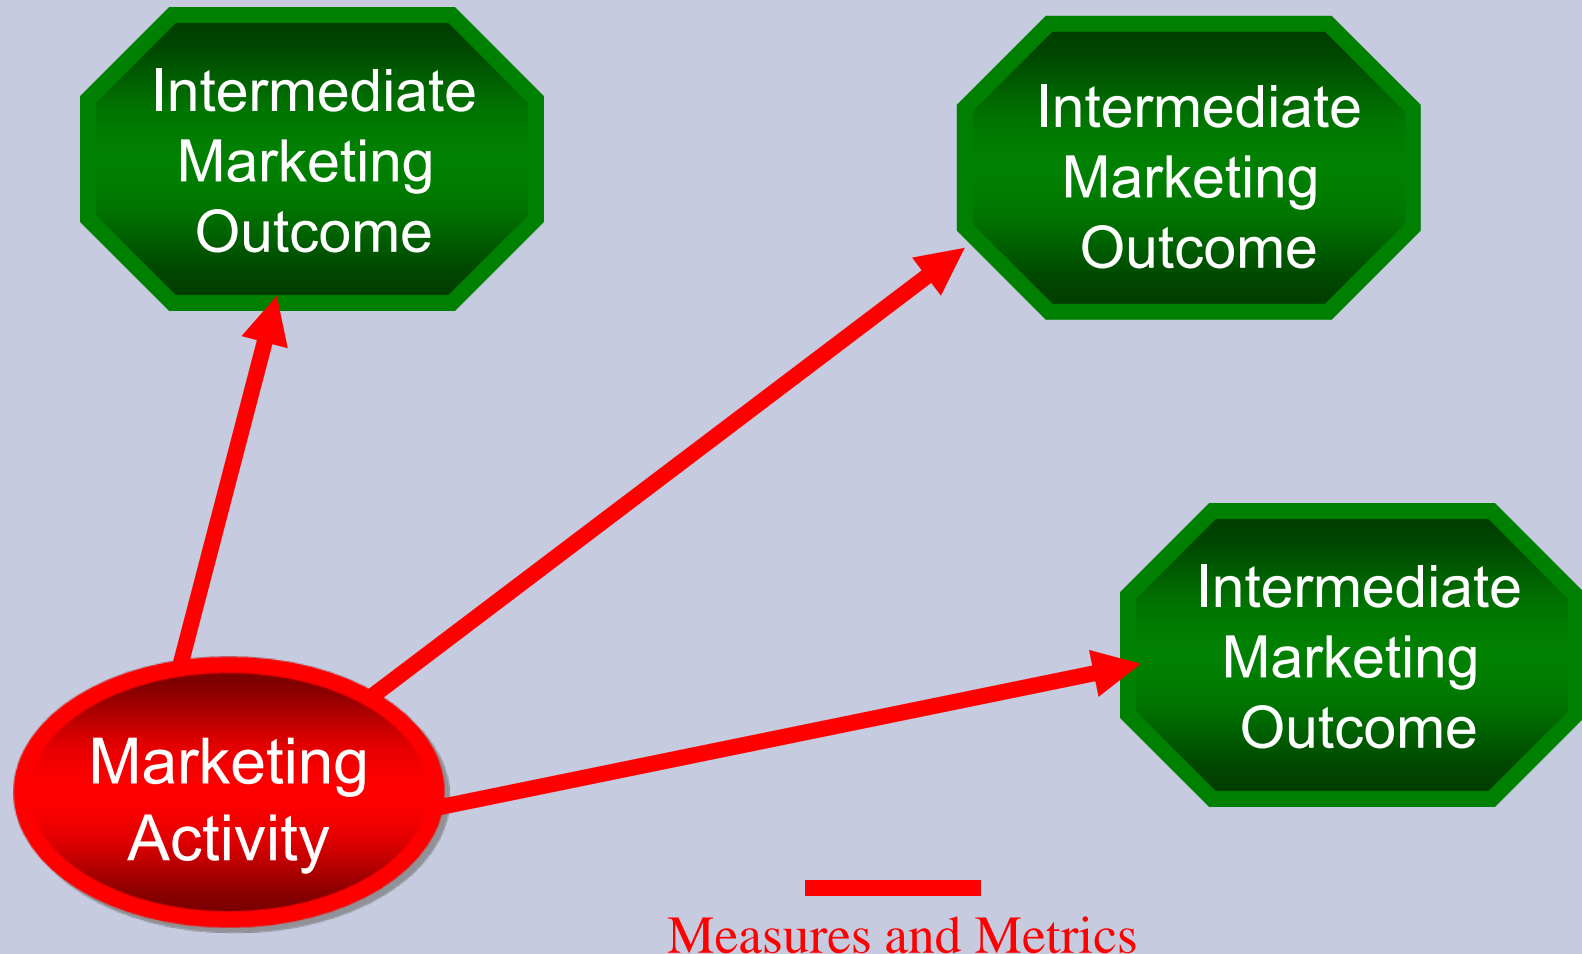 Intermediate
Marketing
Outcome
Intermediate
Marketing
Outcome
Intermediate
Marketing
Outcome
Marketing
Activity
Measures and Metrics